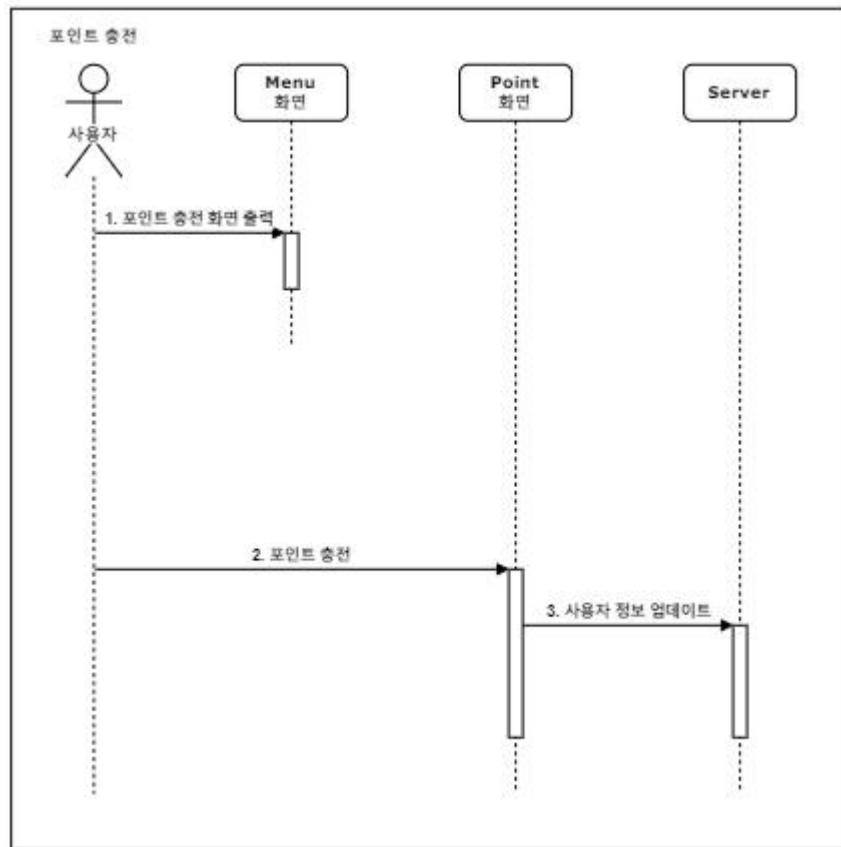 포인트 충전
사용자
Menu
화면
Point
화면
Server
1. 포인트 충전 화면 출력
2. 포인트 충전
3. 사용자 정보 업데이트